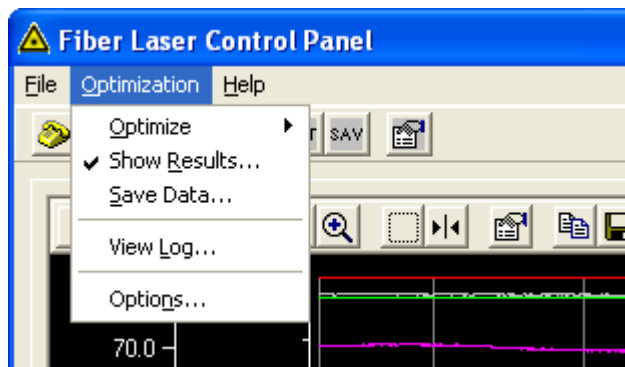 Fiber Laser Control Panel
File Optimization Help
Optimize
SAV
Show Results...
Save Data...
View Log...
Options...
70.0